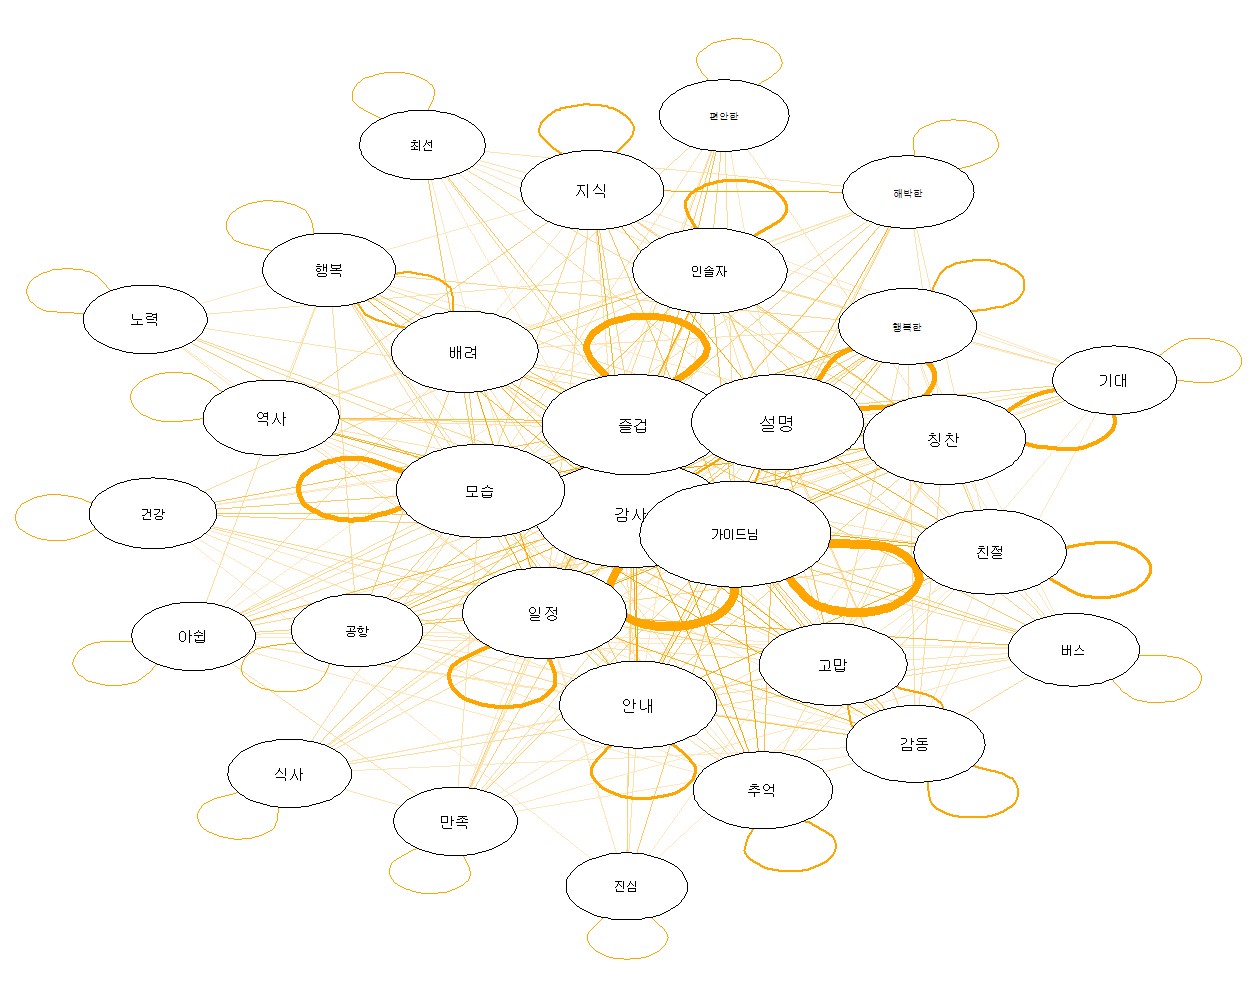 편안한
최선
지식
해박한
행복
인솔자
노력
행복한
배려
기대
역사
즐겁
설명
칭찬
모습
건강
감사
가이드님
친절
일정
공항
아쉽
고맙
버스
안내
감동
식사
추억
만족
진심